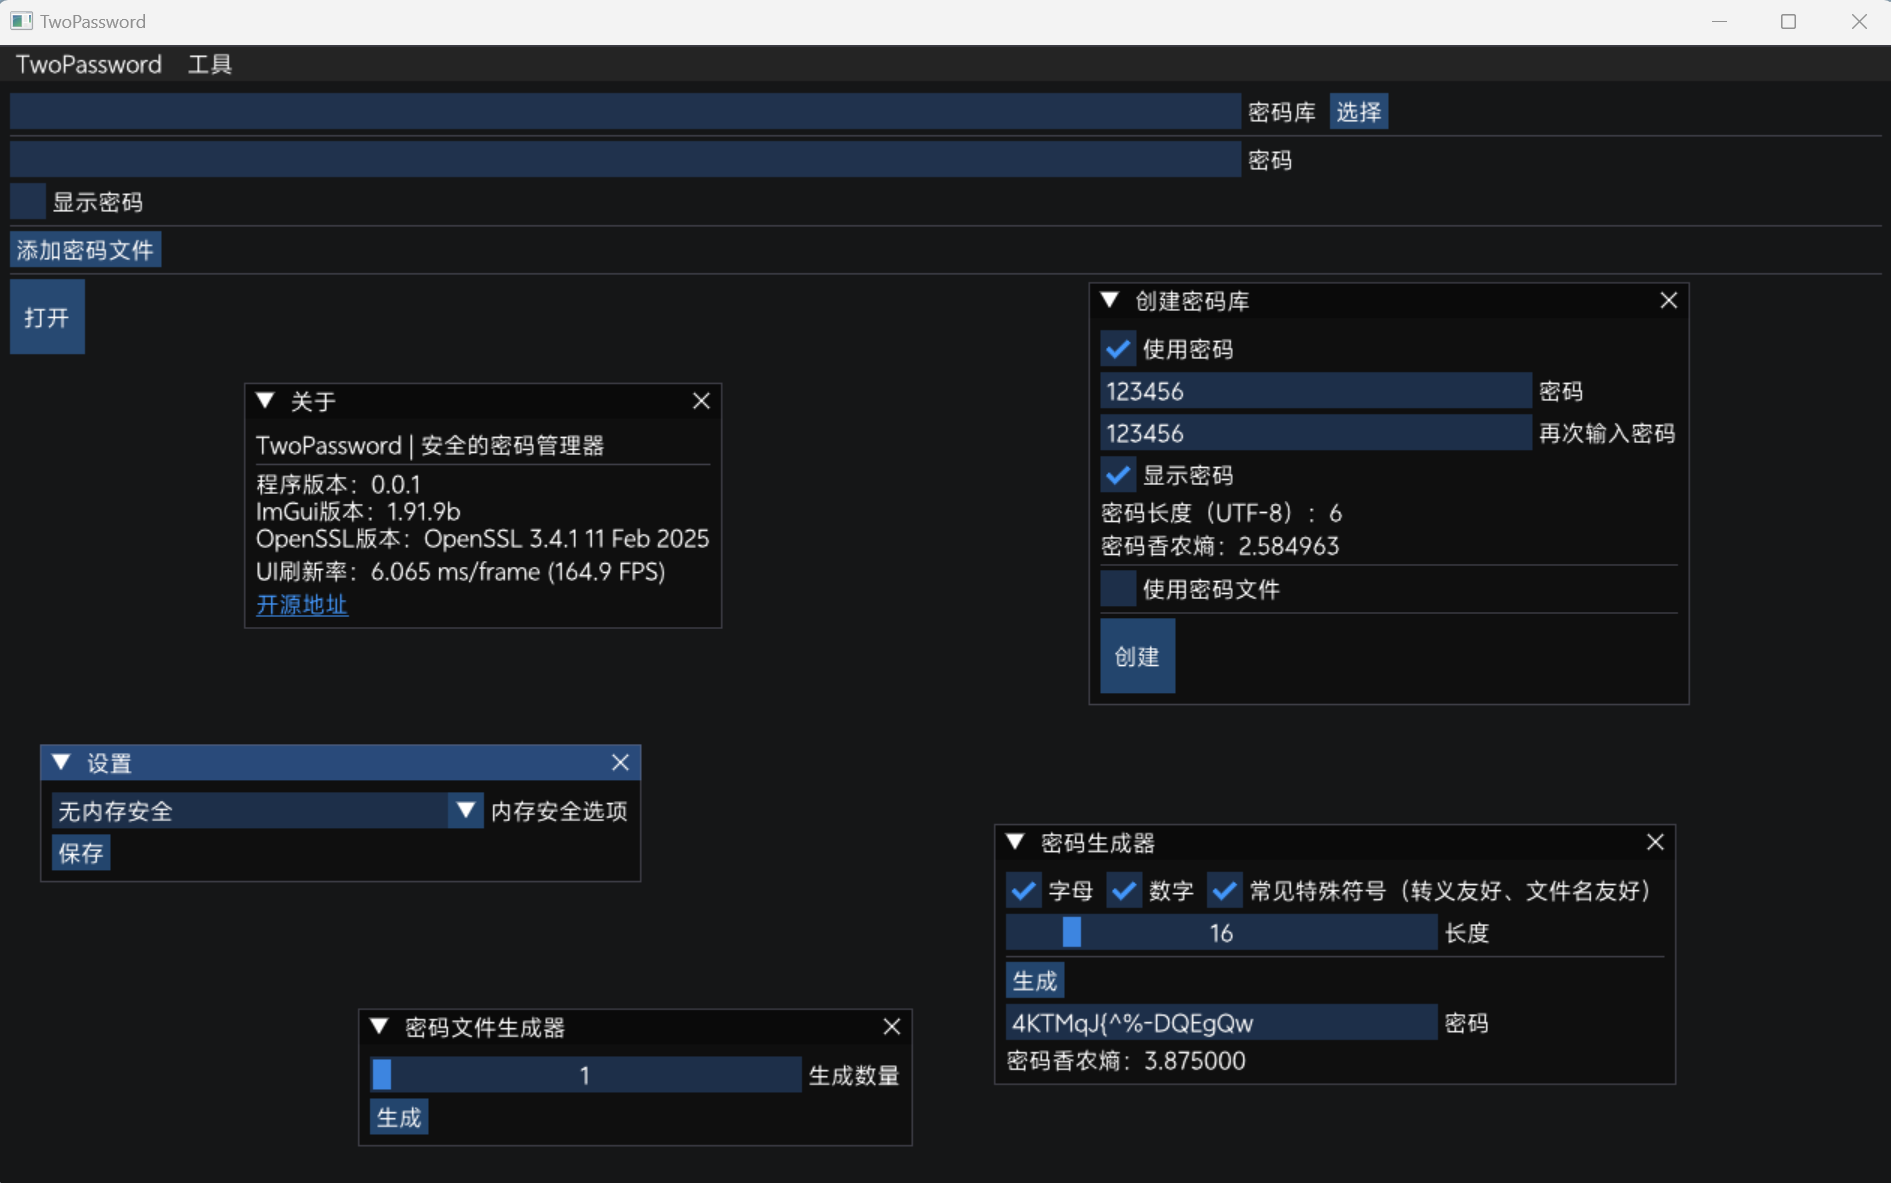 TwoPassword
TwoPassword 工具
密码库 选择
密码
显示密码
添加密码文件
打开
关于
TwoPassword | 安全的密码管理器
程序版本：0.0.1
ImGui版本：1.91.9b
OpenSSL版本：OpenSSL 3.4.1 11 Feb 2025
UI刷新率：6.065 ms/frame (164.9 FPS)
开源地址
创建密码库
使用密码
123456 密码
123456 再次输入密码
显示密码
密码长度（UTF-8）：6
密码香农熵：2.584963
使用密码文件
创建
设置
无内存安全 内存安全选项
保存
密码生成器
字母 数字 常见特殊符号（转义友好、文件名友好）
16 长度
生成
4KTMqJ{^%-DQEgQw 密码
密码香农熵：3.875000
密码文件生成器
1 生成数量
生成